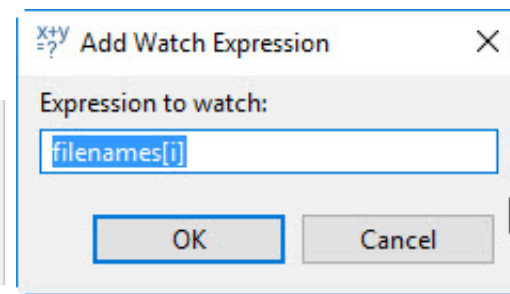 x+y
=?
Add Watch Expression
Expression to watch:
filenames[i]
OK
Cancel